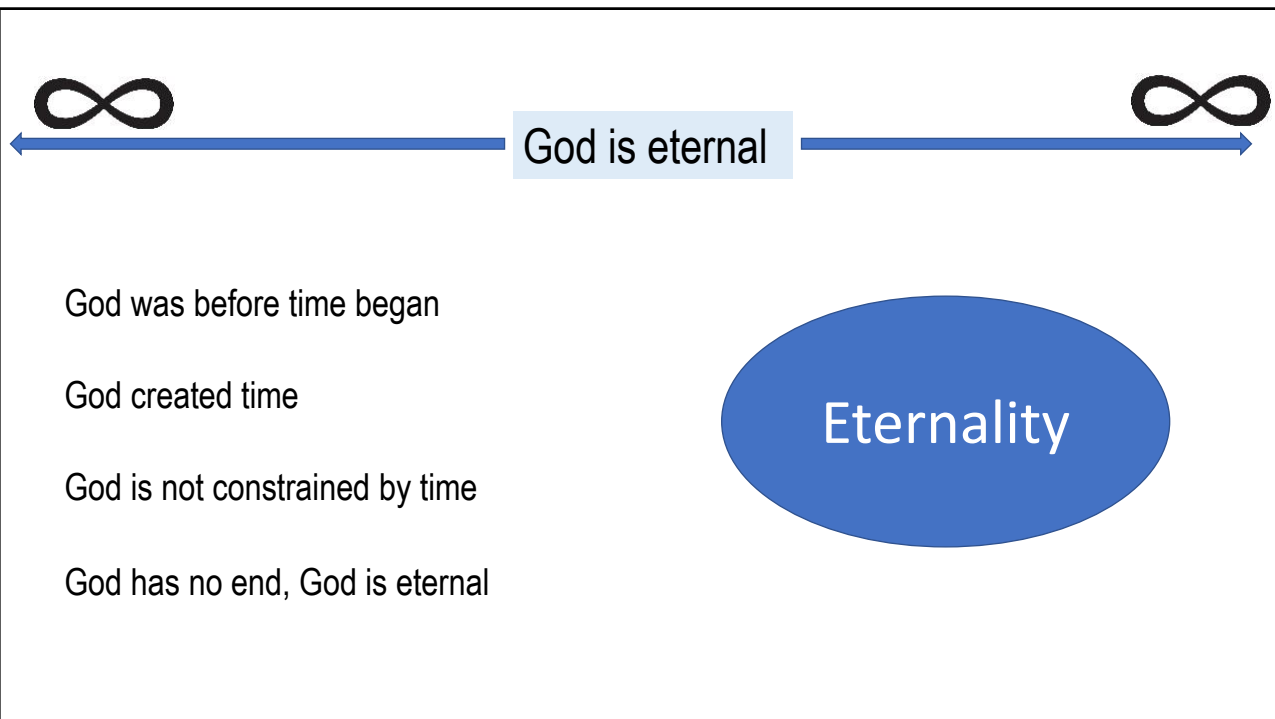 ∞ ∞
God is eternal
God was before time began
God created time
God is not constrained by time
God has no end, God is eternal
Eternality